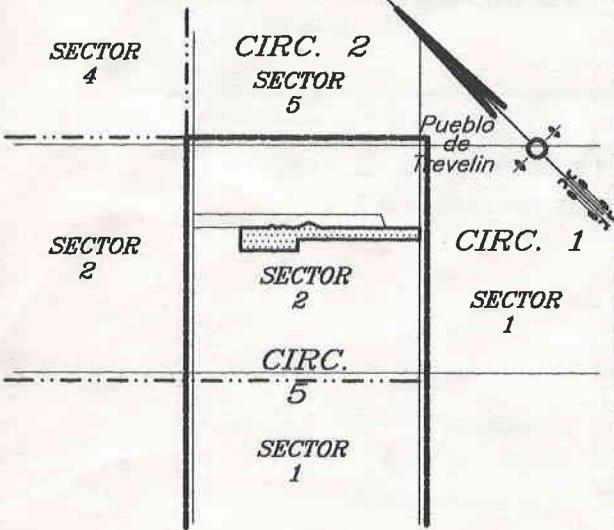 SECTOR
4
CIRC. 2
SECTOR
5
Pueblo
de
Trevelin
SECTOR
2
SECTOR
2
CIRC. 1
SECTOR
1
CIRC.
5
SECTOR
1